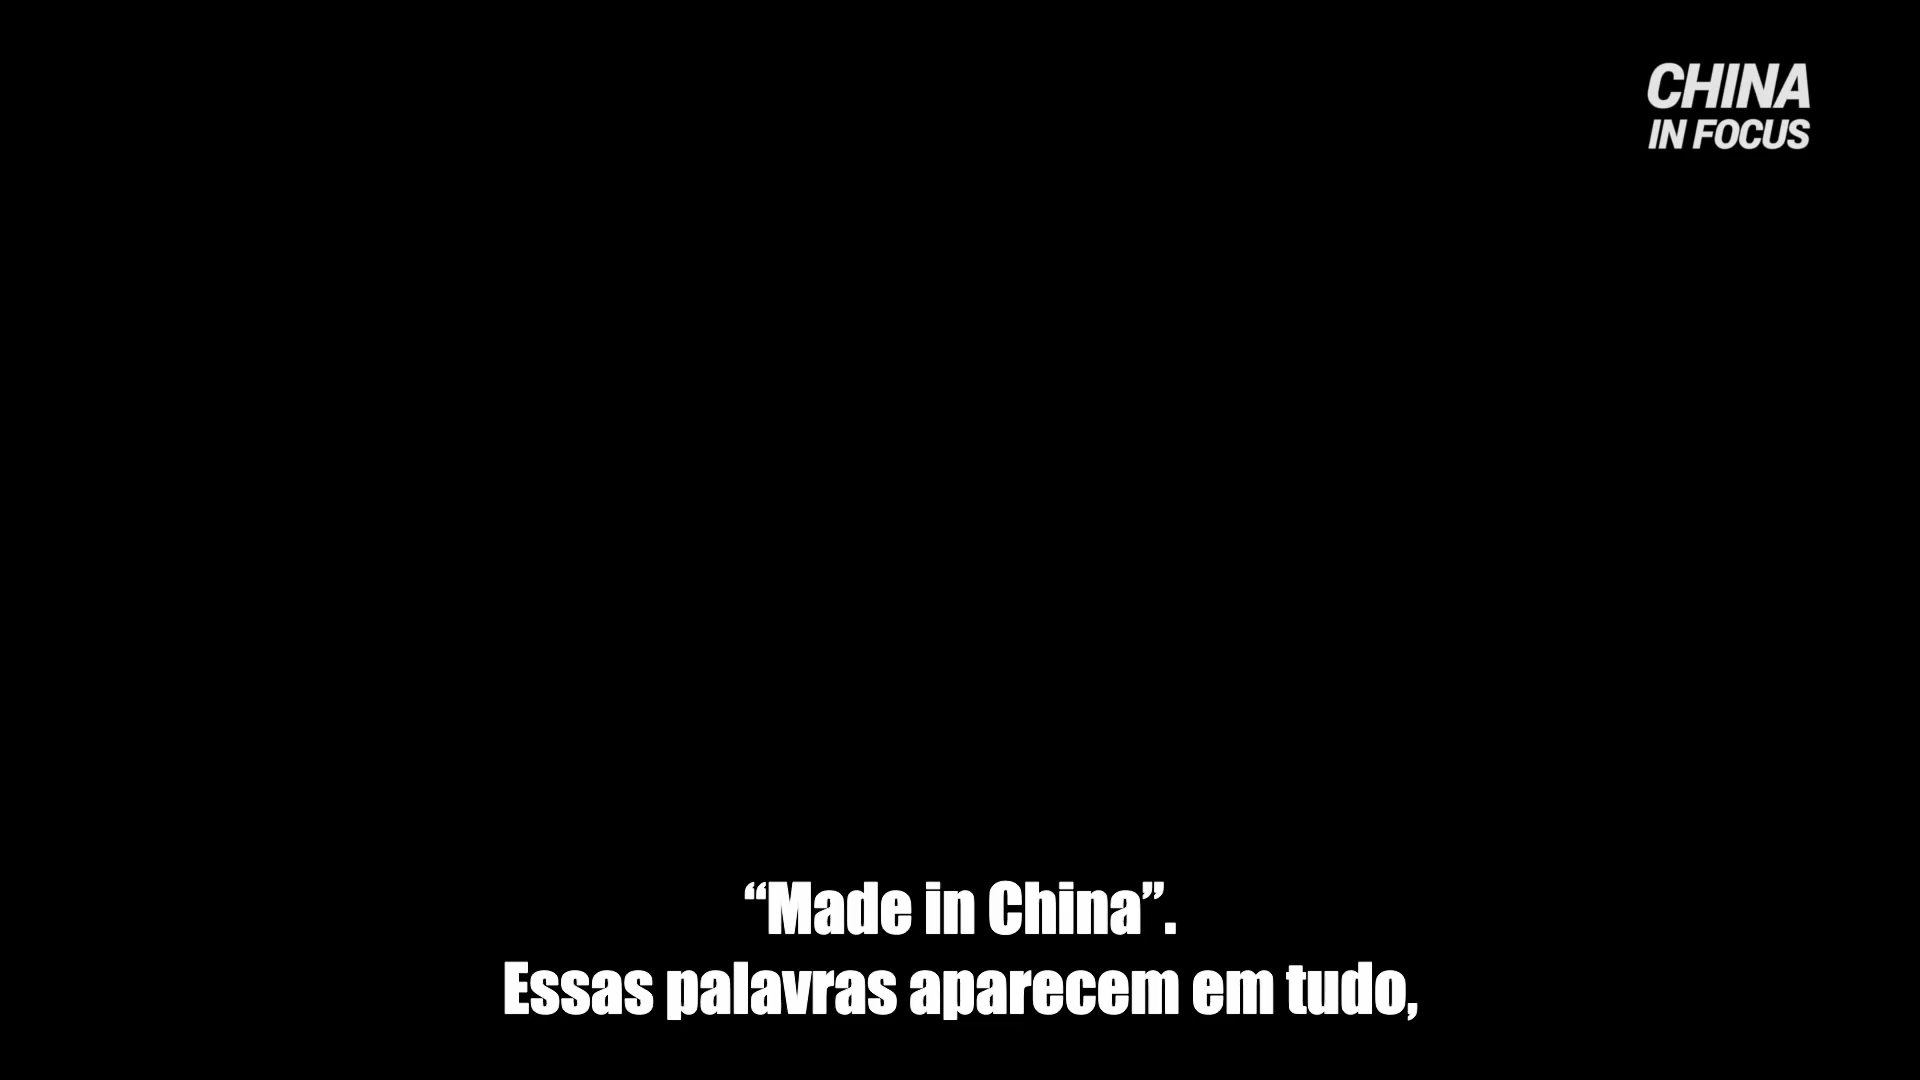 CHINA
IN FOCUS
“Made in China”.
Essas palavras aparecem em tudo,